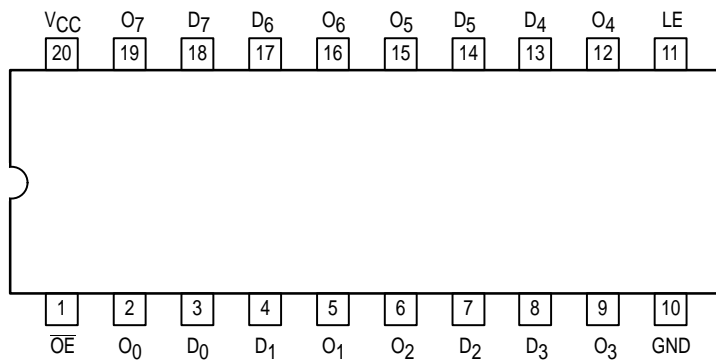 VCC O7 D7 D6 O6 O5 D5 D4 O4 LE
20 19 18 17 16 15 14 13 12 11
1 2 3 4 5 6 7 8 9 10
O̅E̅ O0 D0 D1 O1 O2 D2 D3 O3 GND